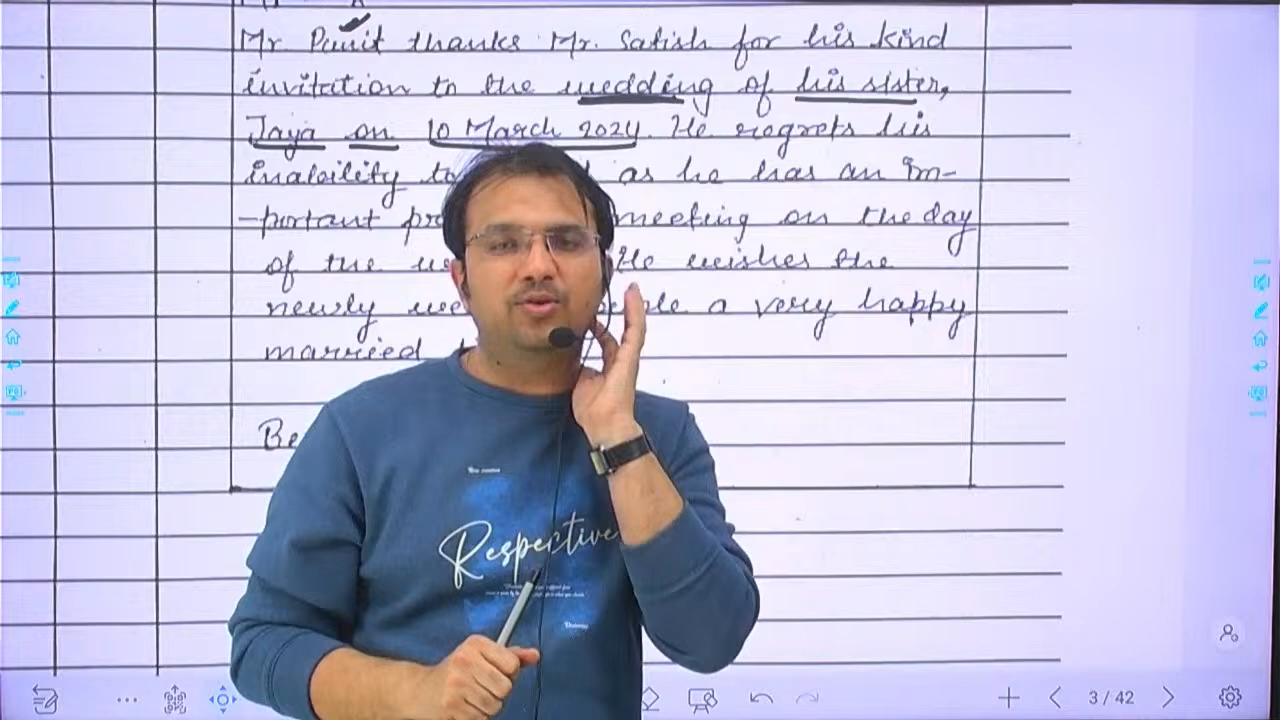 Mr. Punit thanks Mr. Satish for his kind
invitation to the wedding of his sister,
Jaya on 10 March 2024. He regrets his
inability to as he has an im-
-portant meeting on the day
of the He wishes the
newly a very happy
married
Respective
3 / 42